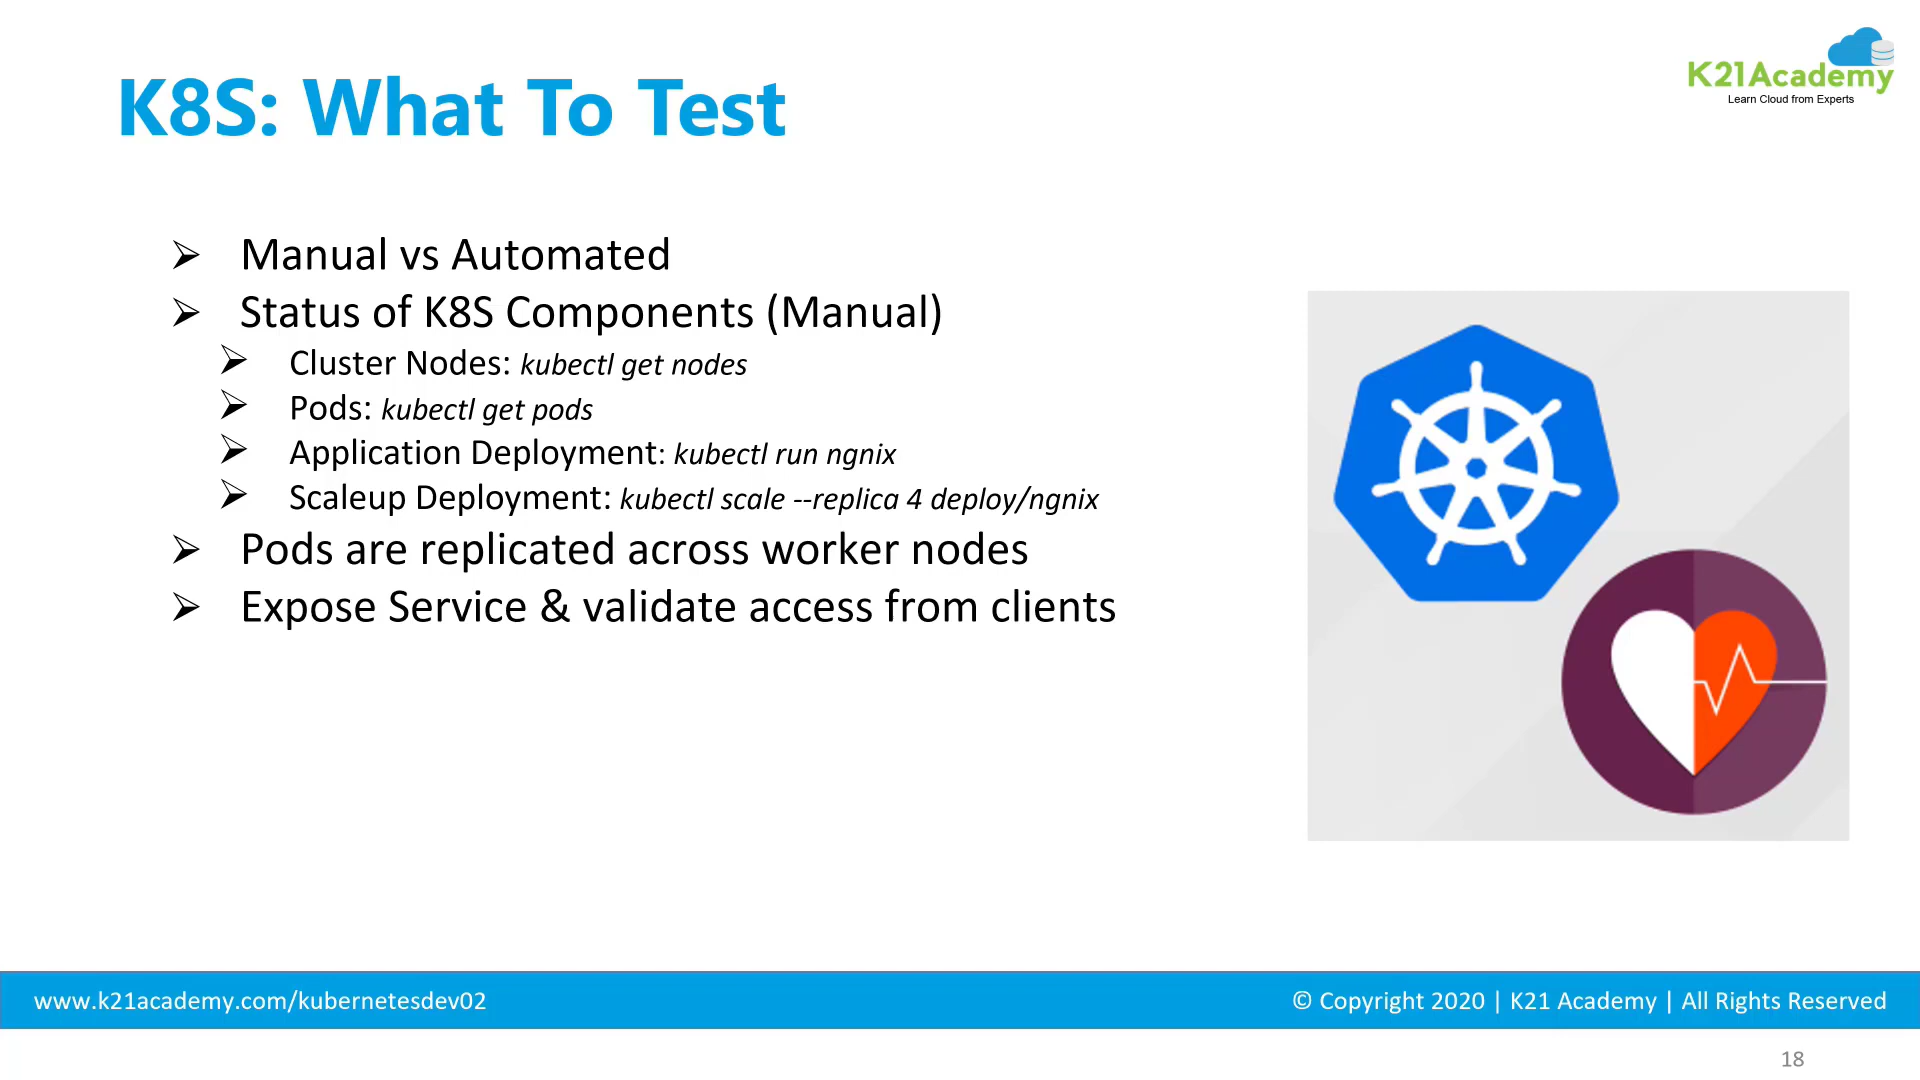 K21Academy
Learn Cloud from Experts
K8S: What To Test
Manual vs Automated
Status of K8S Components (Manual)
Cluster Nodes: kubectl get nodes
Pods: kubectl get pods
Application Deployment: kubectl run ngnix
Scaleup Deployment: kubectl scale --replica 4 deploy/ngnix
Pods are replicated across worker nodes
Expose Service & validate access from clients
www.k21academy.com/kubernetesdev02
© Copyright 2020 | K21 Academy | All Rights Reserved
18